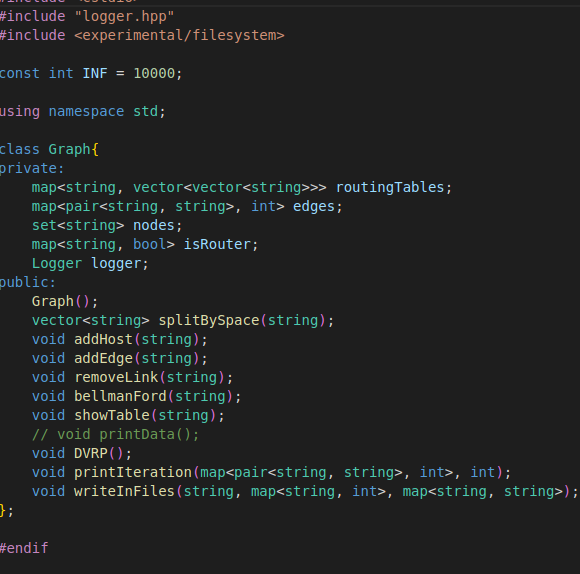 #include "logger.hpp"
#include <experimental/filesystem>
const int INF = 10000;
using namespace std;
class Graph{
private:
    map<string, vector<vector<string>>> routingTables;
    map<pair<string, string>, int> edges;
    set<string> nodes;
    map<string, bool> isRouter;
    Logger logger;
public:
    Graph();
    vector<string> splitBySpace(string);
    void addHost(string);
    void addEdge(string);
    void removeLink(string);
    void bellmanFord(string);
    void showTable(string);
    // void printData();
    void DVRP();
    void printIteration(map<pair<string, string>, int>, int);
    void writeInFiles(string, map<string, int>, map<string, string>);
};
#endif